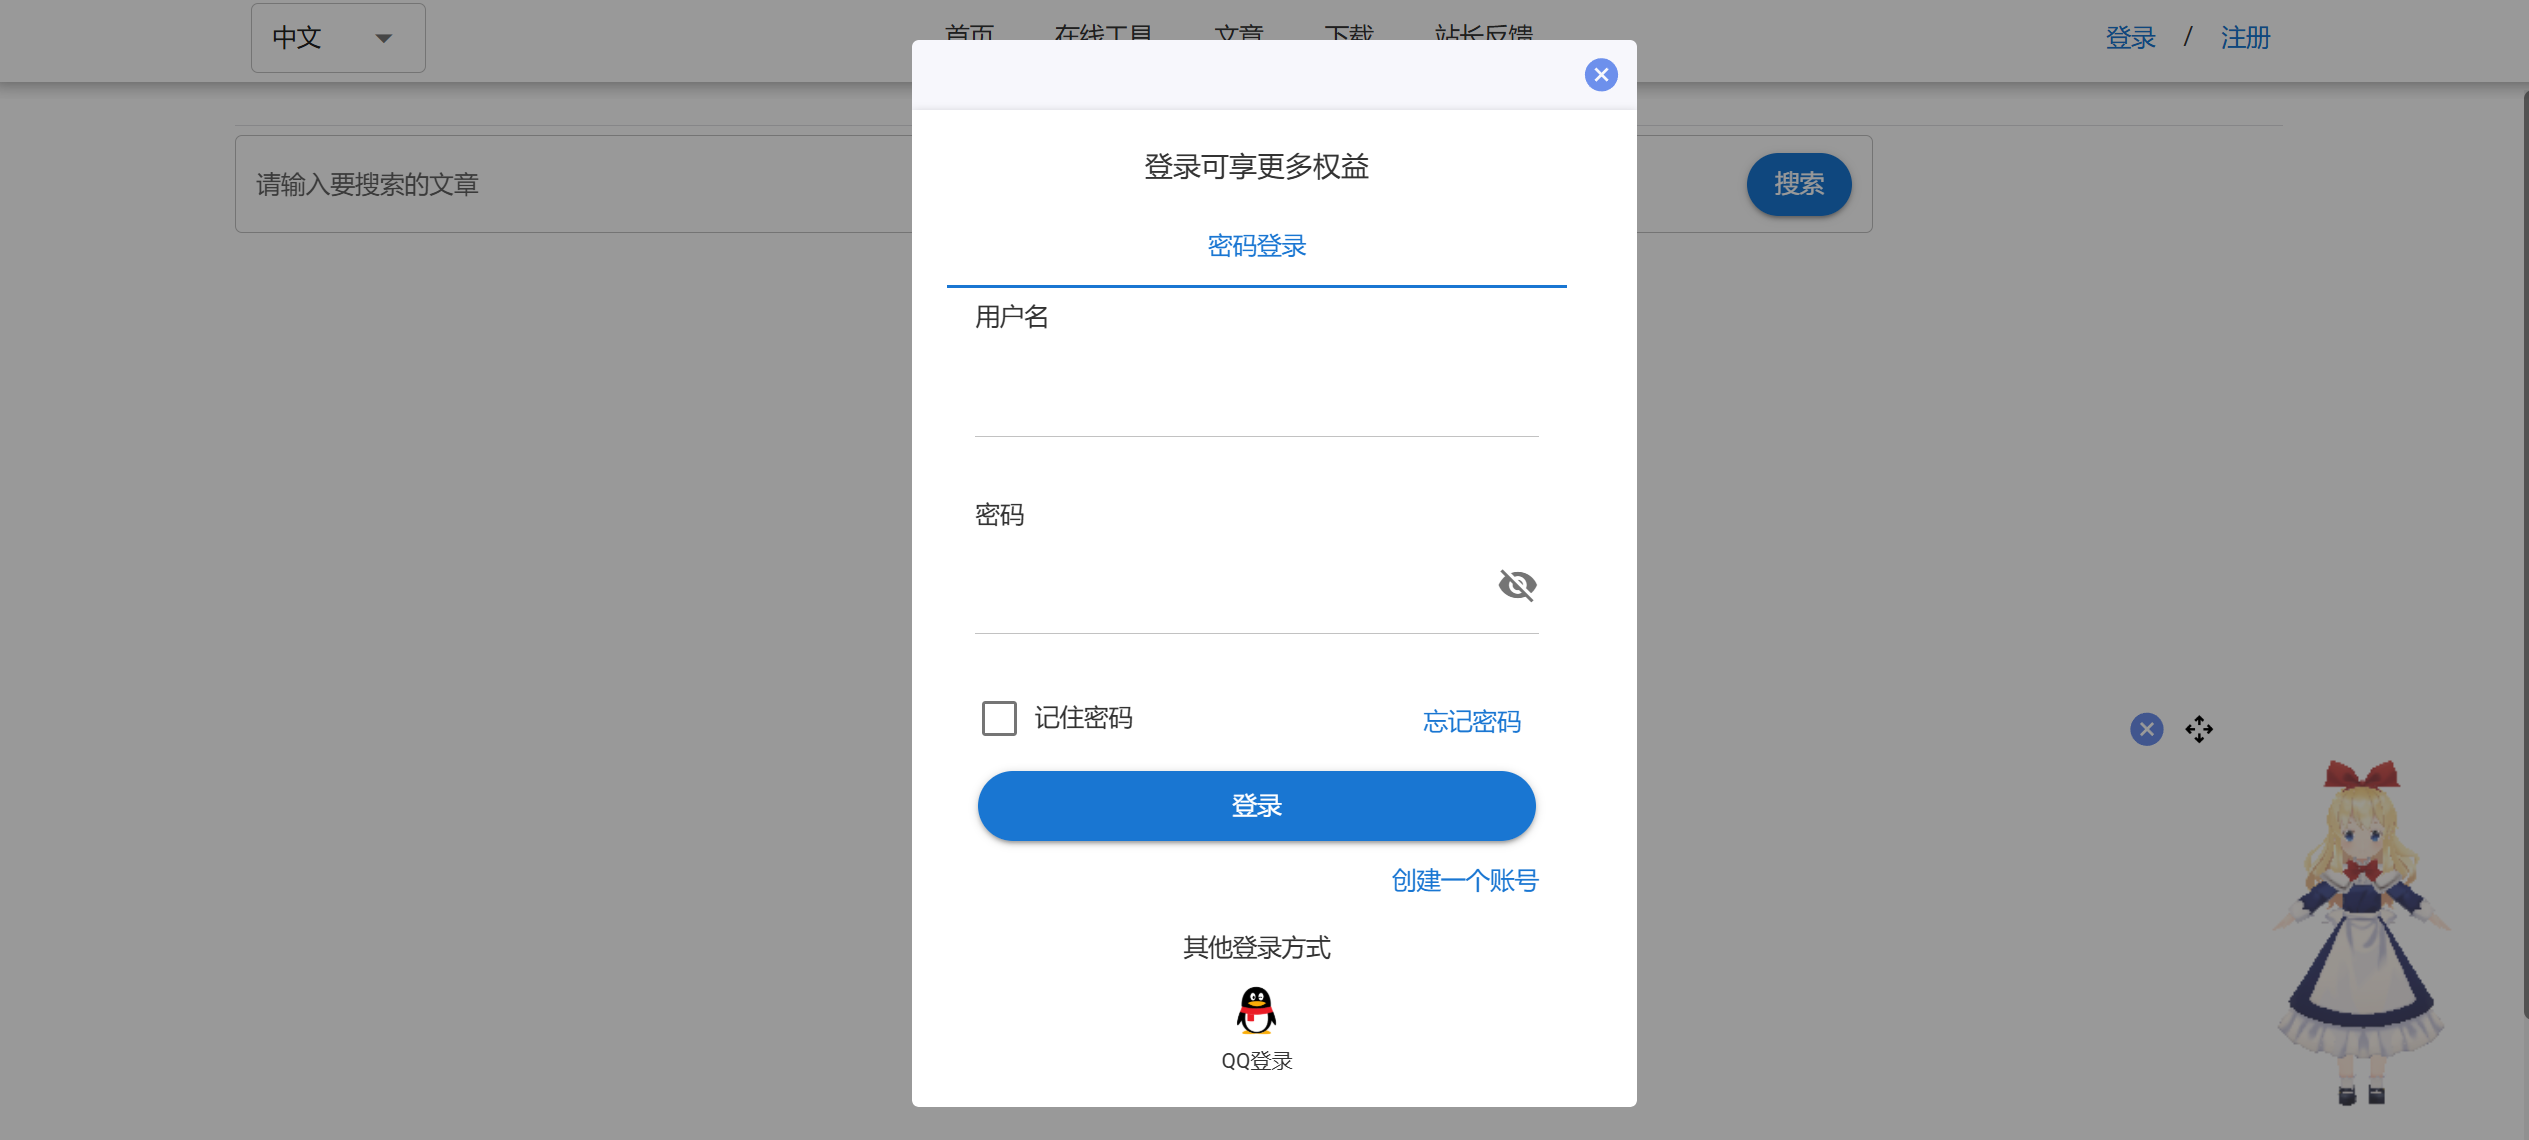 中文
首页 在线工具 文章 下载 站长反馈
登录 / 注册
请输入要搜索的文章
搜索
登录可享更多权益
密码登录
用户名
密码
记住密码
忘记密码
登录
创建一个账号
其他登录方式
QQ登录